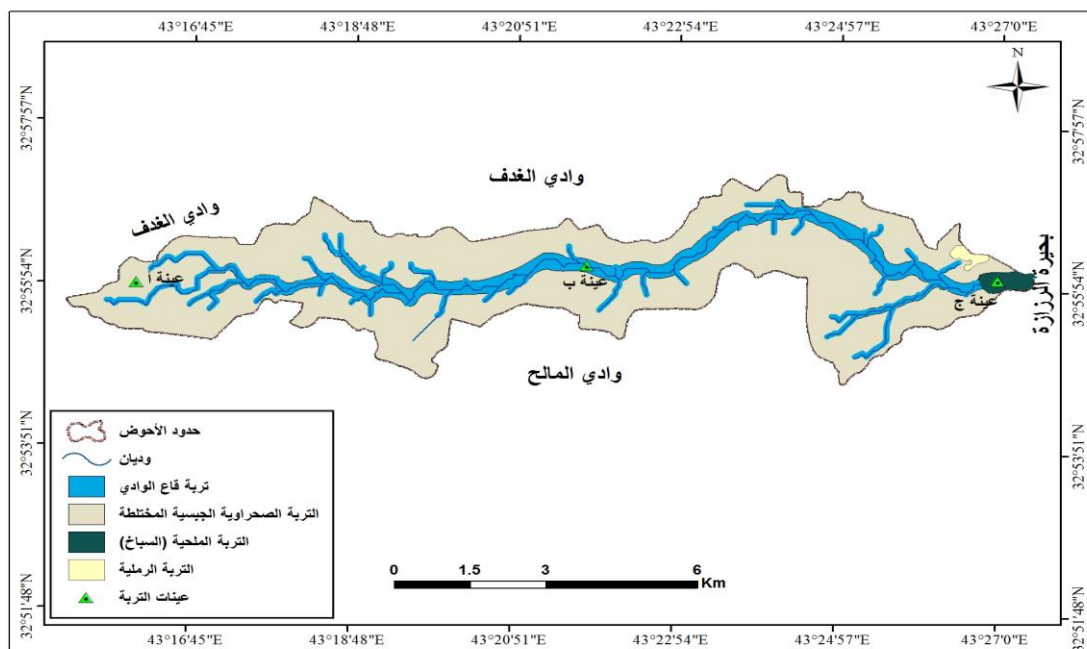 43°16'45"E 43°18'48"E 43°20'51"E 43°22'54"E 43°24'57"E 43°27'0"E
N
32°57'57"N
32°57'57"N
وادي الغدف
وادي الغدف
بحيرة الرزازة
32°55'54"N
32°55'54"N
عينة أ
عينة ب
عينة ج
وادي المالح
32°53'51"N
32°53'51"N
حدود الأحوض
وديان
تربة قاع الوادي
التربة الصحراوية الجبسية المختلطة
التربة الملحية (السباخ)
التربة الرملية
عينات التربة
0 1.5 3 6
Km
32°51'48"N
32°51'48"N
43°16'45"E 43°18'48"E 43°20'51"E 43°22'54"E 43°24'57"E 43°27'0"E